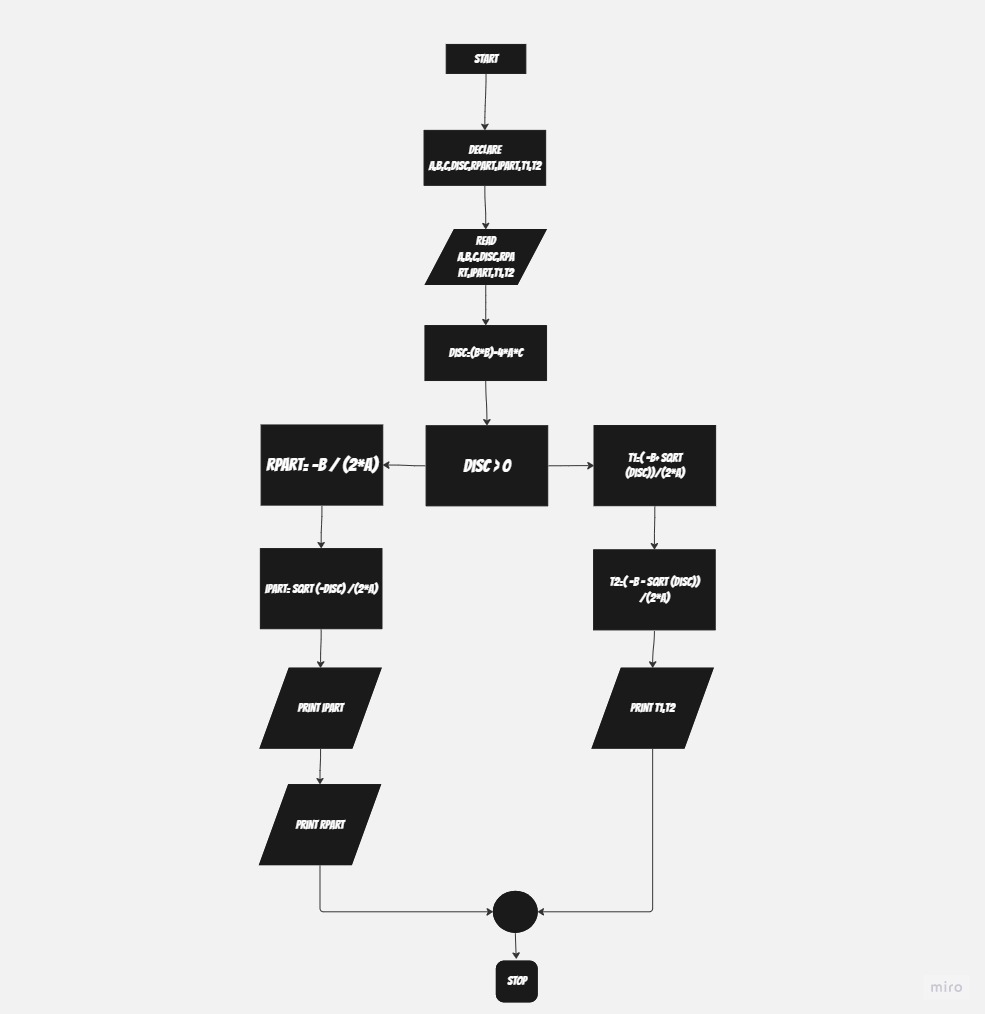 START
DECLARE
A,B,C,DISC,RPART,IPART,T1,T2
READ
A,B,C,DISC,RPA
RT,IPART,T1,T2
DISC=(B*B)-4*A*C
RPART= -B / (2*A)
DISC > 0
T1=( -B+ SQRT
(DISC))/(2*A)
IPART= SQRT (-DISC) /(2*A)
T2=( -B - SQRT (DISC))
/(2*A)
PRINT IPART
PRINT T1,T2
PRINT RPART
STOP
miro